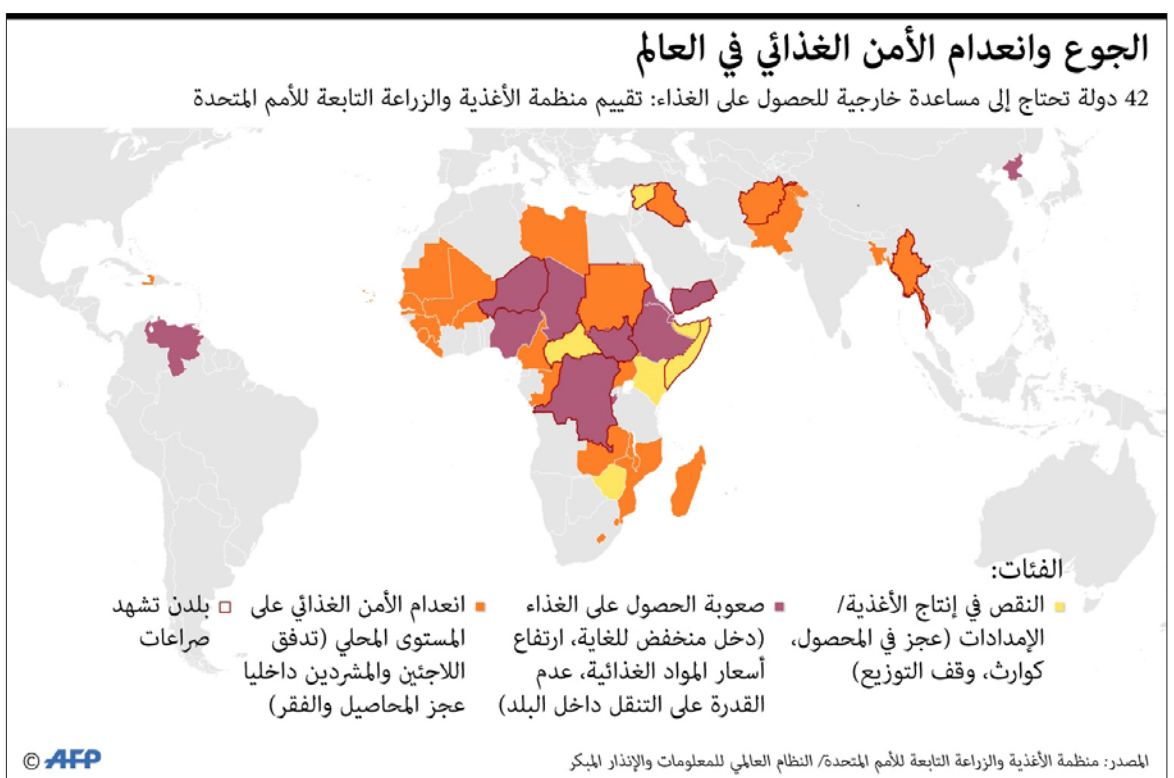 الجوع وانعدام الأمن الغذائي في العالم
42 دولة تحتاج إلى مساعدة خارجية للحصول على الغذاء: تقييم منظمة الأغذية والزراعة التابعة للأمم المتحدة
الفئات:
النقص في إنتاج الأغذية/
الإمدادات (عجز في المحصول،
كوارث، وقف التوزيع)
صعوبة الحصول على الغذاء
(دخل منخفض للغاية، ارتفاع
أسعار المواد الغذائية، عدم
القدرة على التنقل داخل البلد)
انعدام الأمن الغذائي على
المستوى المحلي (تدفق
اللاجئين والمشردين داخليا
عجز المحاصيل والفقر)
بلدن تشهد
صراعات
المصدر: منظمة الأغذية والزراعة التابعة للأمم المتحدة/ النظام العالمي للمعلومات والإنذار المبكر
© AFP